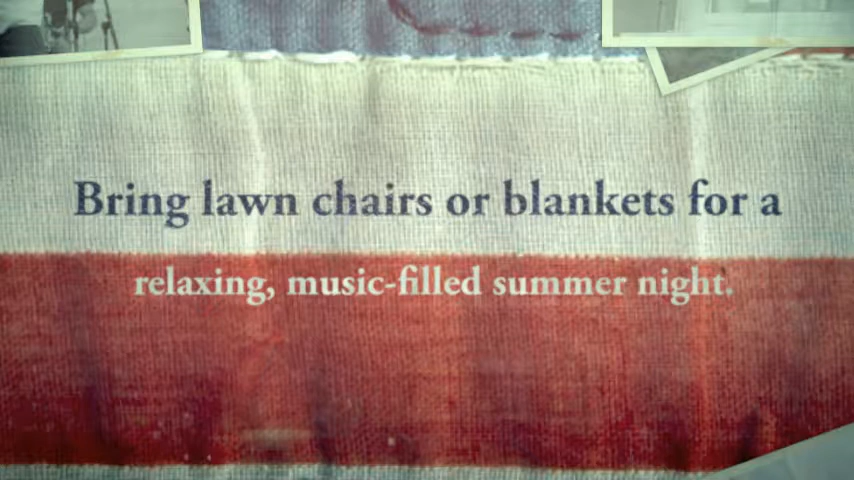 Bring lawn chairs or blankets for a
relaxing, music-filled summer night.